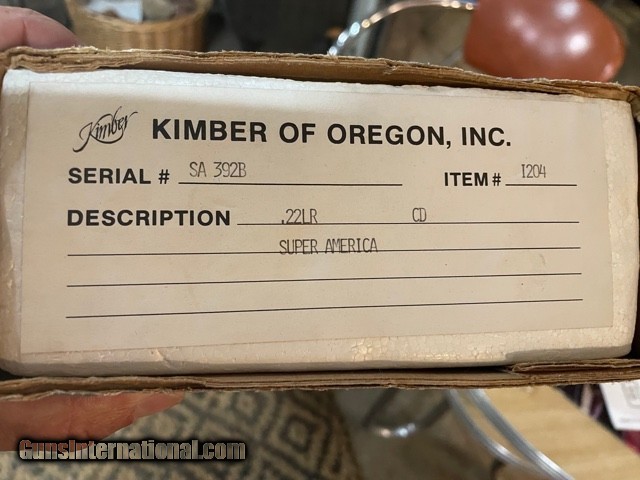 Kimber KIMBER OF OREGON, INC.
SERIAL # SA 392B ITEM # I204
DESCRIPTION .22LR CD
SUPER AMERICA
GunsInternational.com